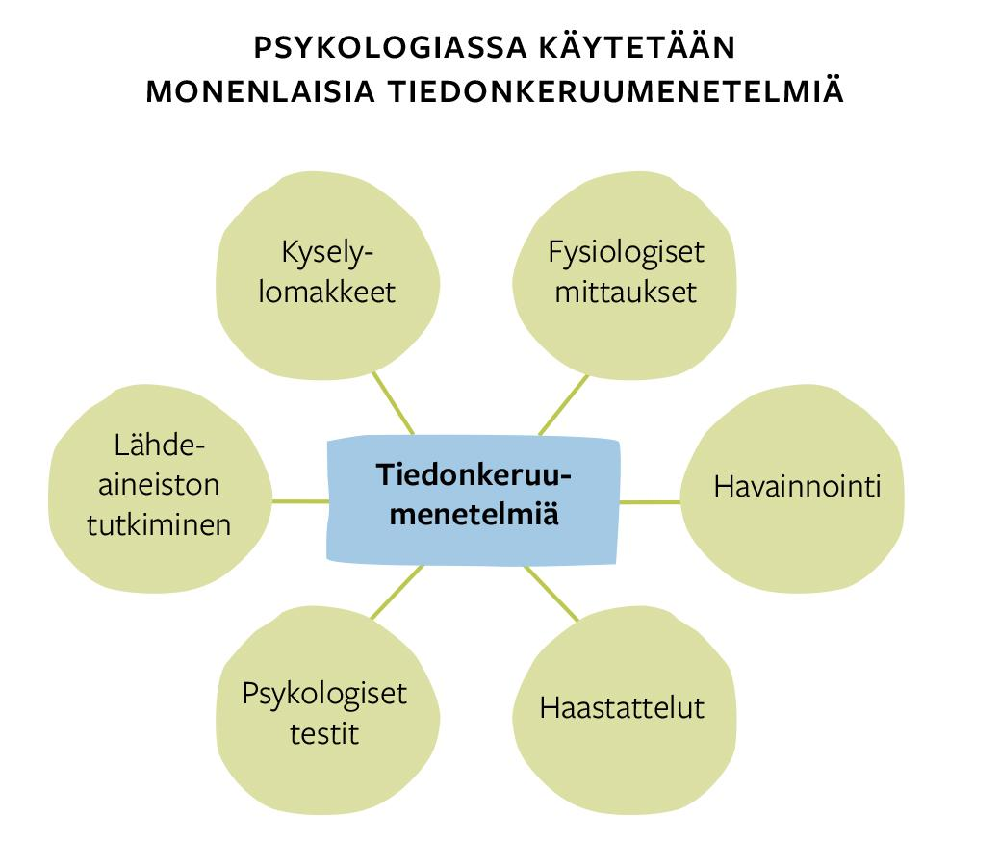 PSYKOLOGIASSA KÄYTETÄÄN
MONENLAISIA TIEDONKERUUMENETELMIÄ
Kysely-
lomakkeet
Fysiologiset
mittaukset
Lähde-
aineiston
tutkiminen
Tiedonkeruu-
menetelmiä
Havainnointi
Psykologiset
testit
Haastattelut